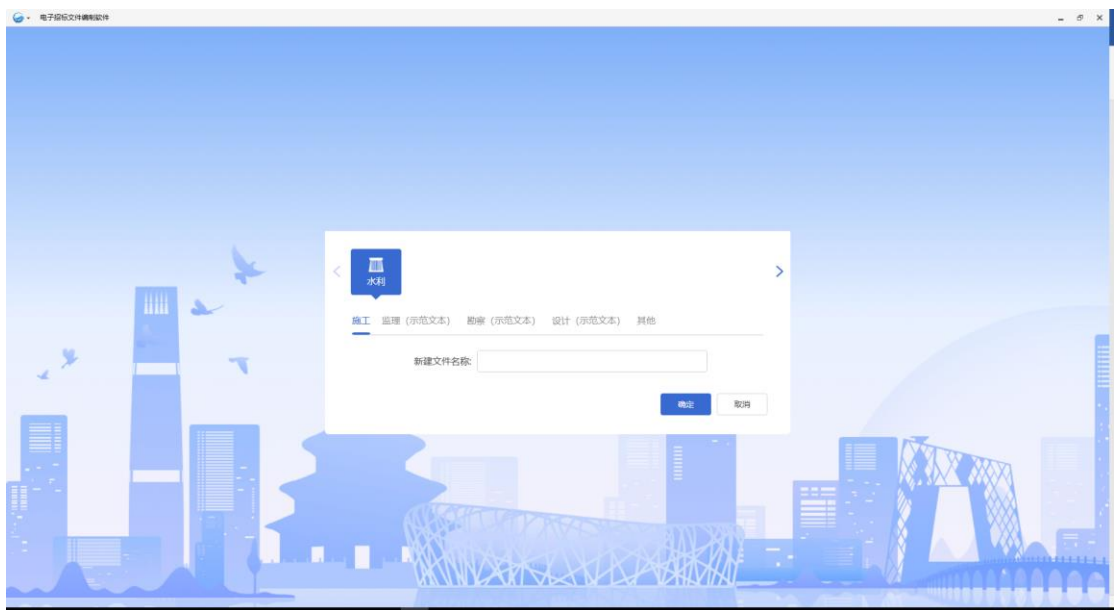 电子招标文件编制软件
水利
施工 监理 (示范文本) 勘察 (示范文本) 设计 (示范文本) 其他
新建文件名称:
确定 取消